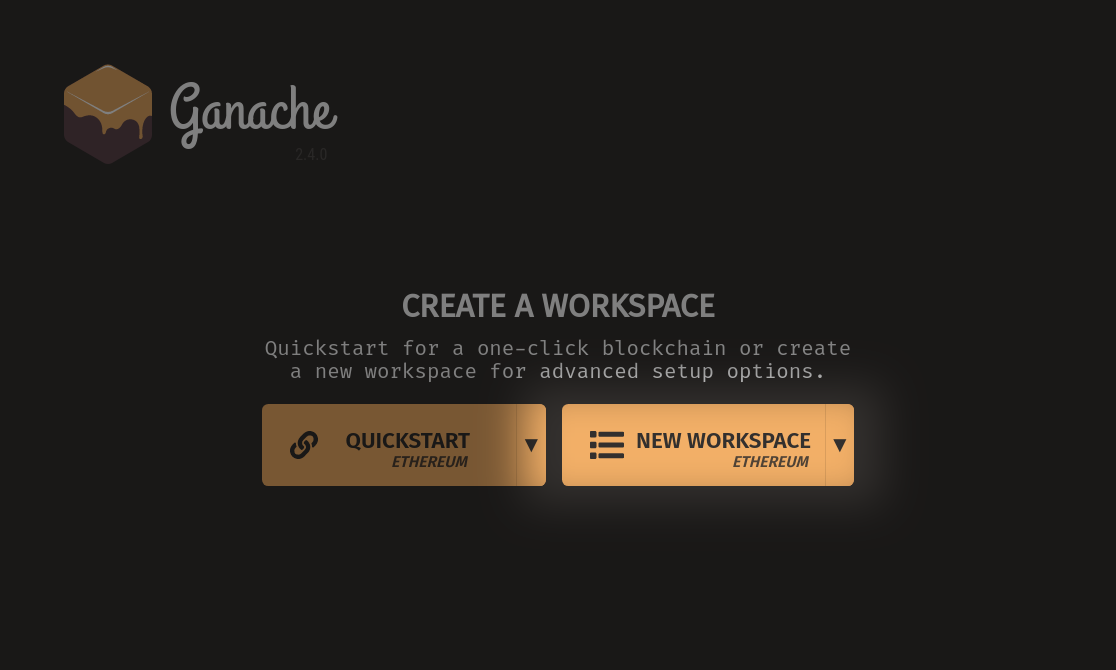 Ganache
2.4.0
CREATE A WORKSPACE
Quickstart for a one-click blockchain or create
a new workspace for advanced setup options.
QUICKSTART
ETHEREUM
NEW WORKSPACE
ETHEREUM